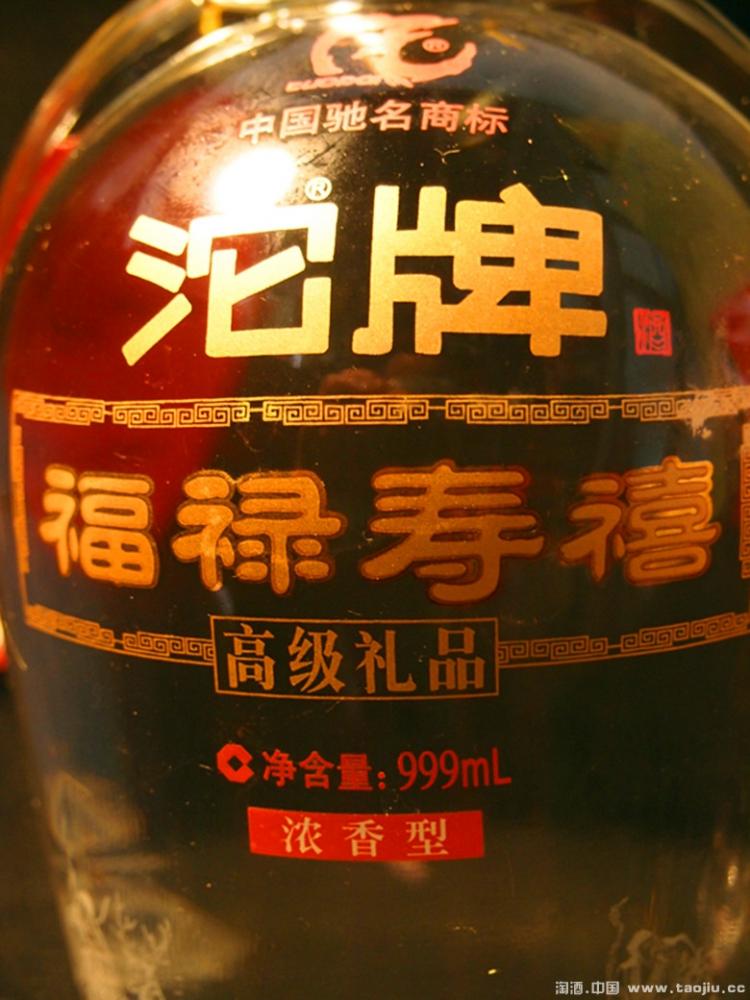 中国驰名商标
沱牌®
福禄寿禧
高级礼品
净含量:999mL
浓香型
淘酒.中国 www.taojiu.cc